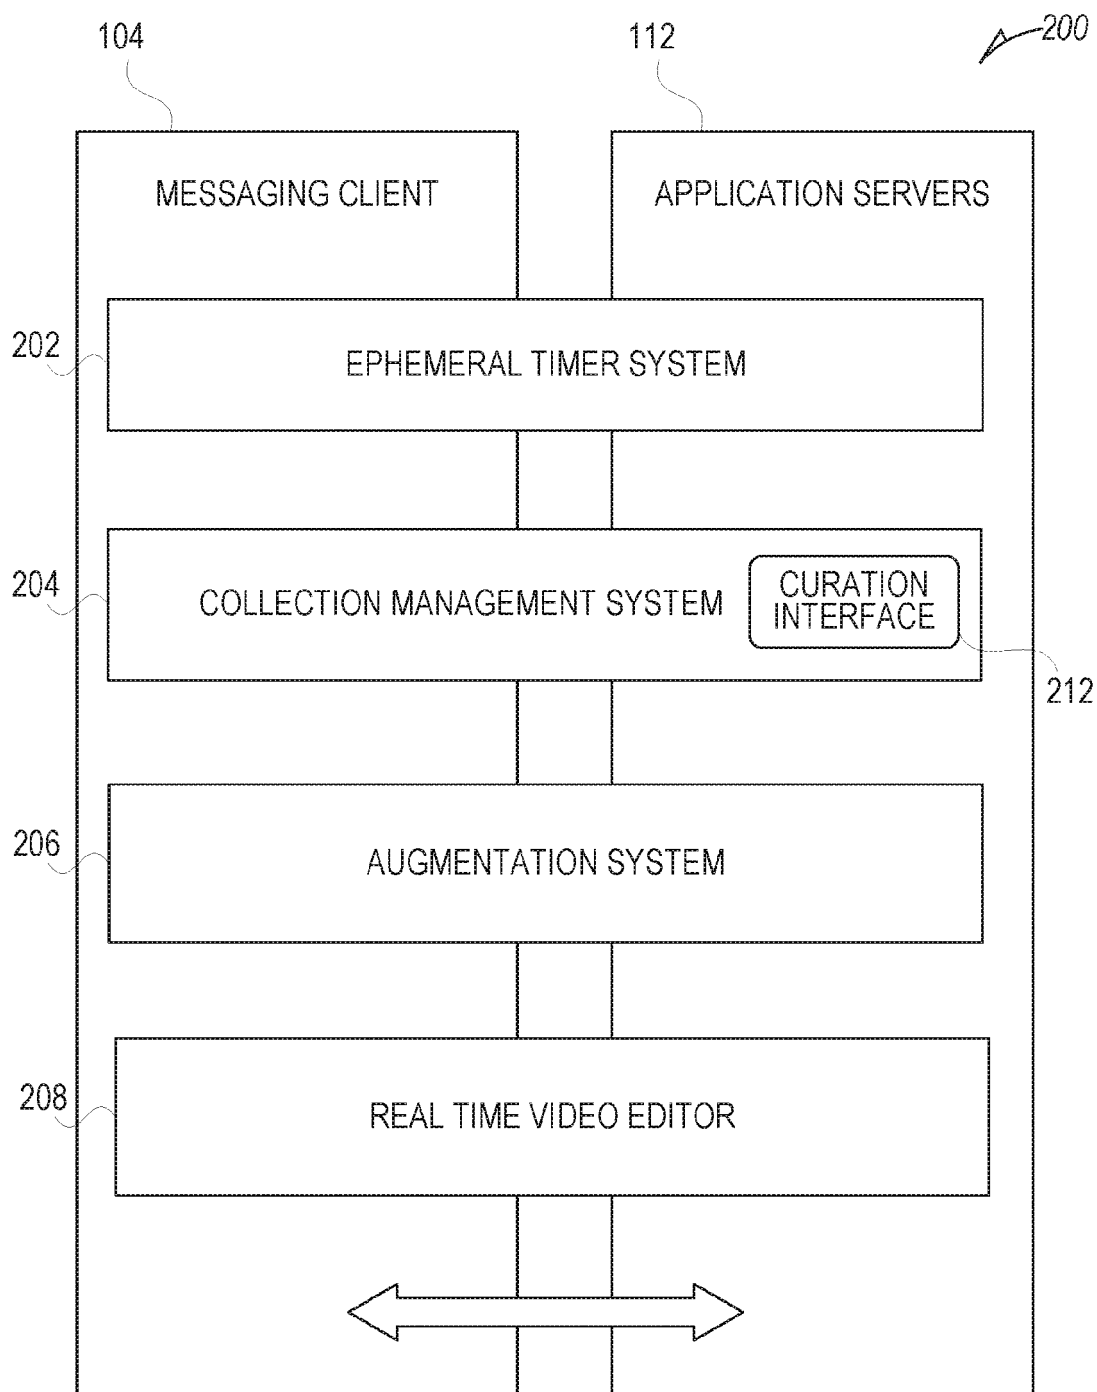 104
112
200
MESSAGING CLIENT
APPLICATION SERVERS
202
EPHEMERAL TIMER SYSTEM
204
COLLECTION MANAGEMENT SYSTEM
CURATION
INTERFACE
212
206
AUGMENTATION SYSTEM
208
REAL TIME VIDEO EDITOR